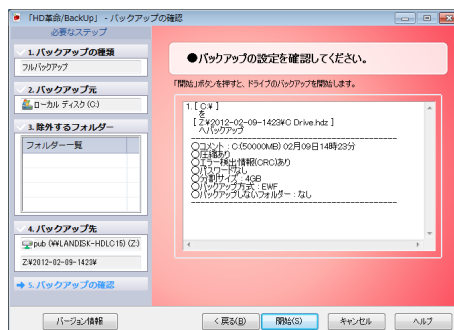 「HD革命/BackUp」 - バックアップの確認
必要なステップ
1. バックアップの種類
フルバックアップ
2. バックアップ元
ローカル ディスク (C:)
3. 除外するフォルダー
フォルダー一覧
4. バックアップ先
pub (¥¥LANDISK-HDLC15) (Z:)
Z:¥2012-02-09-1423¥
5. バックアップの確認
●バックアップの設定を確認してください。
「開始」ボタンを押すと、ドライブのバックアップを開始します。
1. [ C:¥ ]
を
[ Z:¥2012-02-09-1423¥C Drive.hdz ]
へバックアップ
○コメント : C:(50000MB) 02月09日14時23分
○圧縮あり
○エラー検出情報(CRC)あり
○パスワードなし
○分割サイズ : 4GB
○バックアップ方式 : EWF
○バックアップしないフォルダー : なし
バージョン情報
< 戻る(B)
開始(S)
キャンセル
ヘルプ